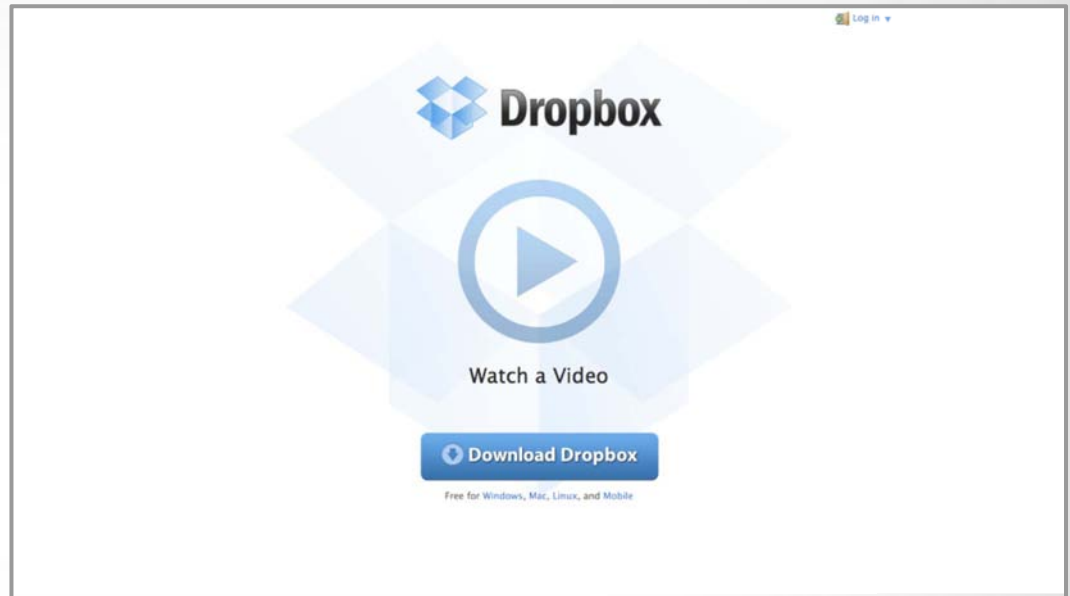 Log in
Dropbox
Watch a Video
Download Dropbox
Free for Windows, Mac, Linux, and Mobile